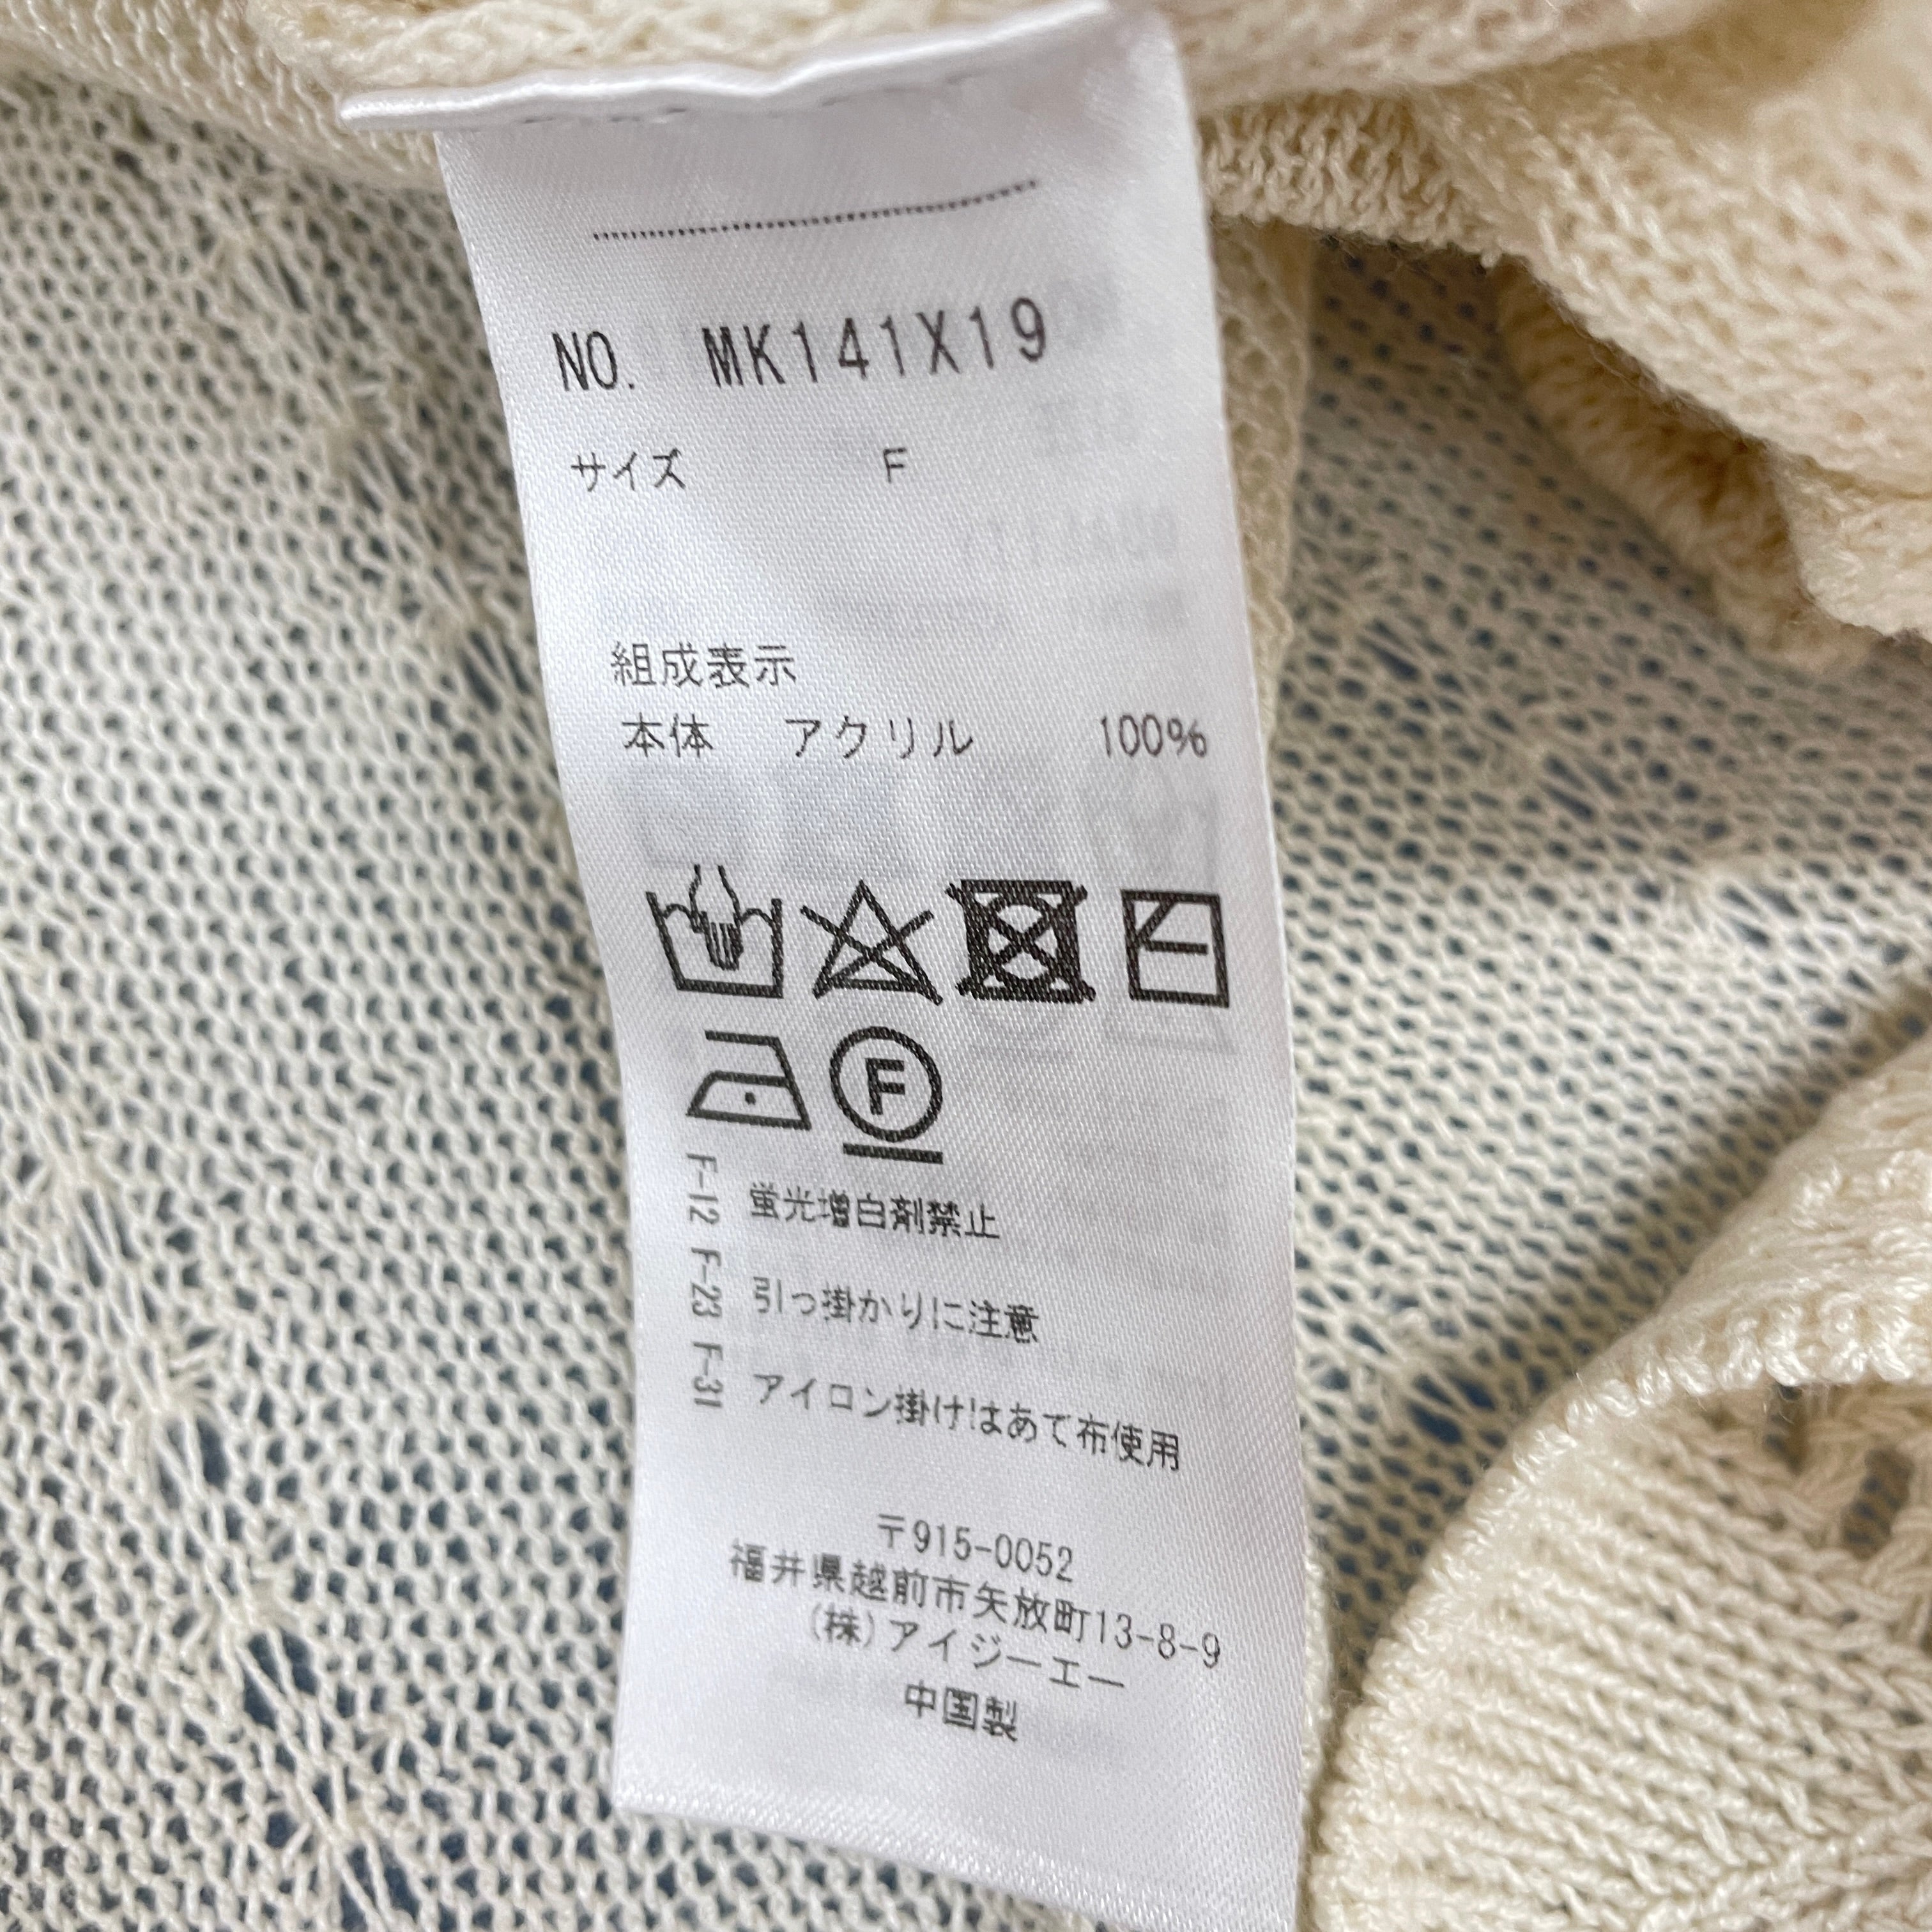 NO. MK141X19
サイズ F
組成表示
本体 アクリル 100%
F
F-12 蛍光増白剤禁止
F-23 引っ掛かりに注意
F-31 アイロン掛けはあて布使用
〒915-0052
福井県越前市矢放町13-8-9
(株)アイジーエー
中国製